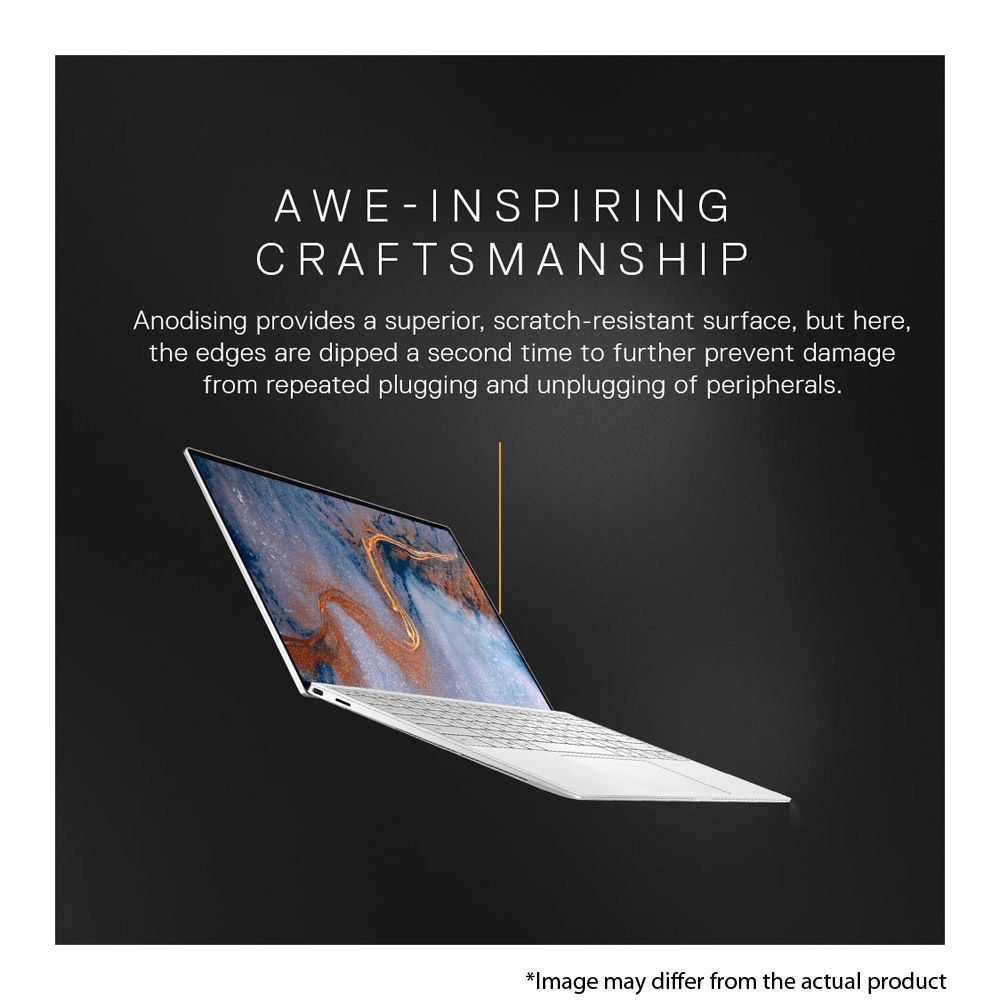 AWE-INSPIRING
CRAFTSMANSHIP
Anodising provides a superior, scratch-resistant surface, but here,
the edges are dipped a second time to further prevent damage
from repeated plugging and unplugging of peripherals.
*Image may differ from the actual product